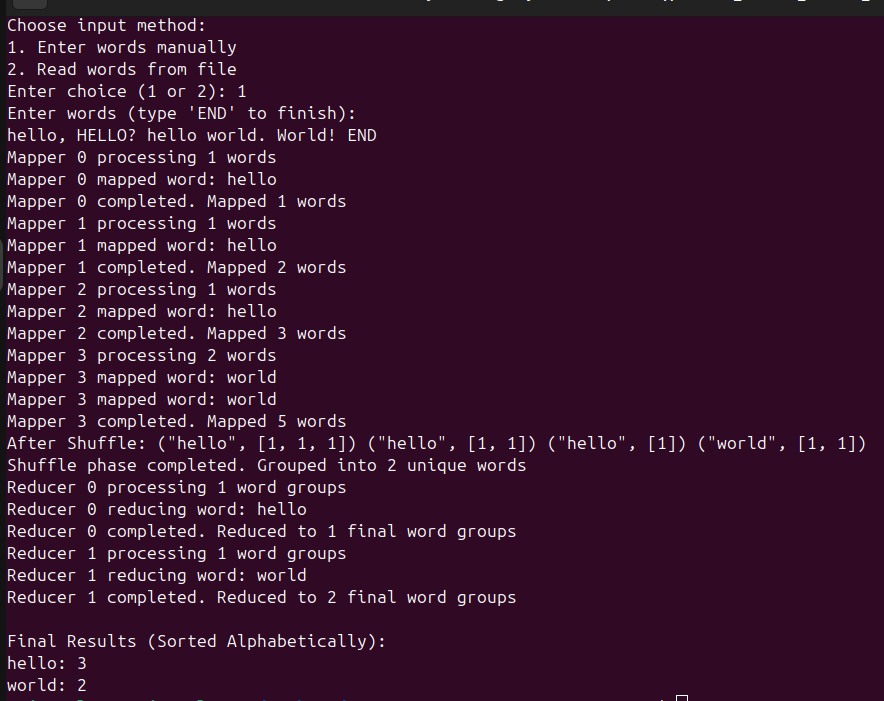 Choose input method:
1. Enter words manually
2. Read words from file
Enter choice (1 or 2): 1
Enter words (type 'END' to finish):
hello, HELLO? hello world. World! END
Mapper 0 processing 1 words
Mapper 0 mapped word: hello
Mapper 0 completed. Mapped 1 words
Mapper 1 processing 1 words
Mapper 1 mapped word: hello
Mapper 1 completed. Mapped 2 words
Mapper 2 processing 1 words
Mapper 2 mapped word: hello
Mapper 2 completed. Mapped 3 words
Mapper 3 processing 2 words
Mapper 3 mapped word: world
Mapper 3 mapped word: world
Mapper 3 completed. Mapped 5 words
After Shuffle: ("hello", [1, 1, 1]) ("hello", [1, 1]) ("hello", [1]) ("world", [1, 1])
Shuffle phase completed. Grouped into 2 unique words
Reducer 0 processing 1 word groups
Reducer 0 reducing word: hello
Reducer 0 completed. Reduced to 1 final word groups
Reducer 1 processing 1 word groups
Reducer 1 reducing word: world
Reducer 1 completed. Reduced to 2 final word groups
Final Results (Sorted Alphabetically):
hello: 3
world: 2